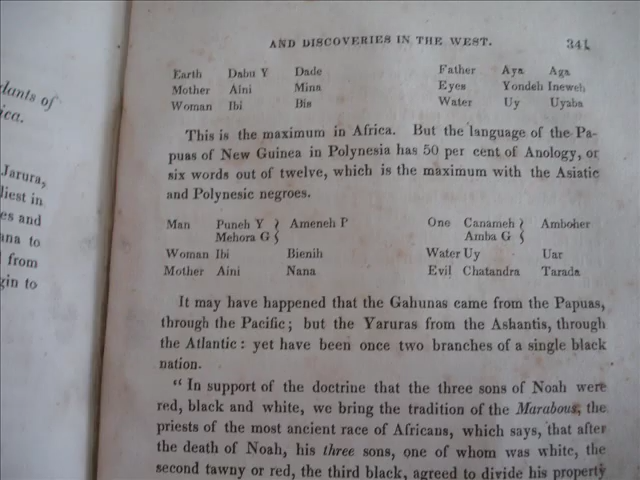 AND DISCOVERIES IN THE WEST. 341
Earth Dabu Y Dade Father Aya Aga
Mother Aini Mina Eyes Yondeh Ineweh
Woman Ibi Bis Water Uy Uyaba
This is the maximum in Africa. But the language of the Pa-
puas of New Guinea in Polynesia has 50 per cent of Anology, or
six words out of twelve, which is the maximum with the Asiatic
and Polynesic negroes.
Man Puneh Y } Ameneh P One Canameh } Amboher
Mehora G } Amba G }
Woman Ibi Bienih Water Uy Uar
Mother Aini Nana Evil Chatandra Tarada
It may have happened that the Gahunas came from the Papuas,
through the Pacific; but the Yaruras from the Ashantis, through
the Atlantic: yet have been once two branches of a single black
nation.
“ In support of the doctrine that the three sons of Noah were
red, black and white, we bring the tradition of the Marabous, the
priests of the most ancient race of Africans, which says, that after
the death of Noah, his three sons, one of whom was white, the
second tawny or red, the third black, agreed to divide his property
dants of
ica.
Jarura,
liest in
es and
ana to
from
gin to